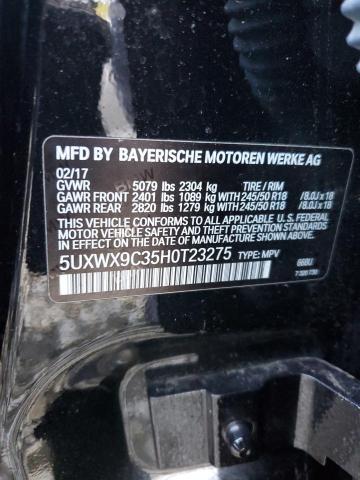 MFD BY BAYERISCHE MOTOREN WERKE AG
02/17
GVWR 5079 lbs 2304 kg TIRE / RIM
GAWR FRONT 2401 lbs 1089 kg WITH 245/50 R18 /8.0J x 18
GAWR REAR 2820 lbs 1279 kg WITH 245/50 R18 /8.0J x 18
THIS VEHICLE CONFORMS TO ALL APPLICABLE U. S. FEDERAL
MOTOR VEHICLE SAFETY STANDARDS IN EFFECT ON
THE DATE OF MANUFACTURE SHOWN ABOVE.
5UXWX9C35H0T23275 TYPE: MPV